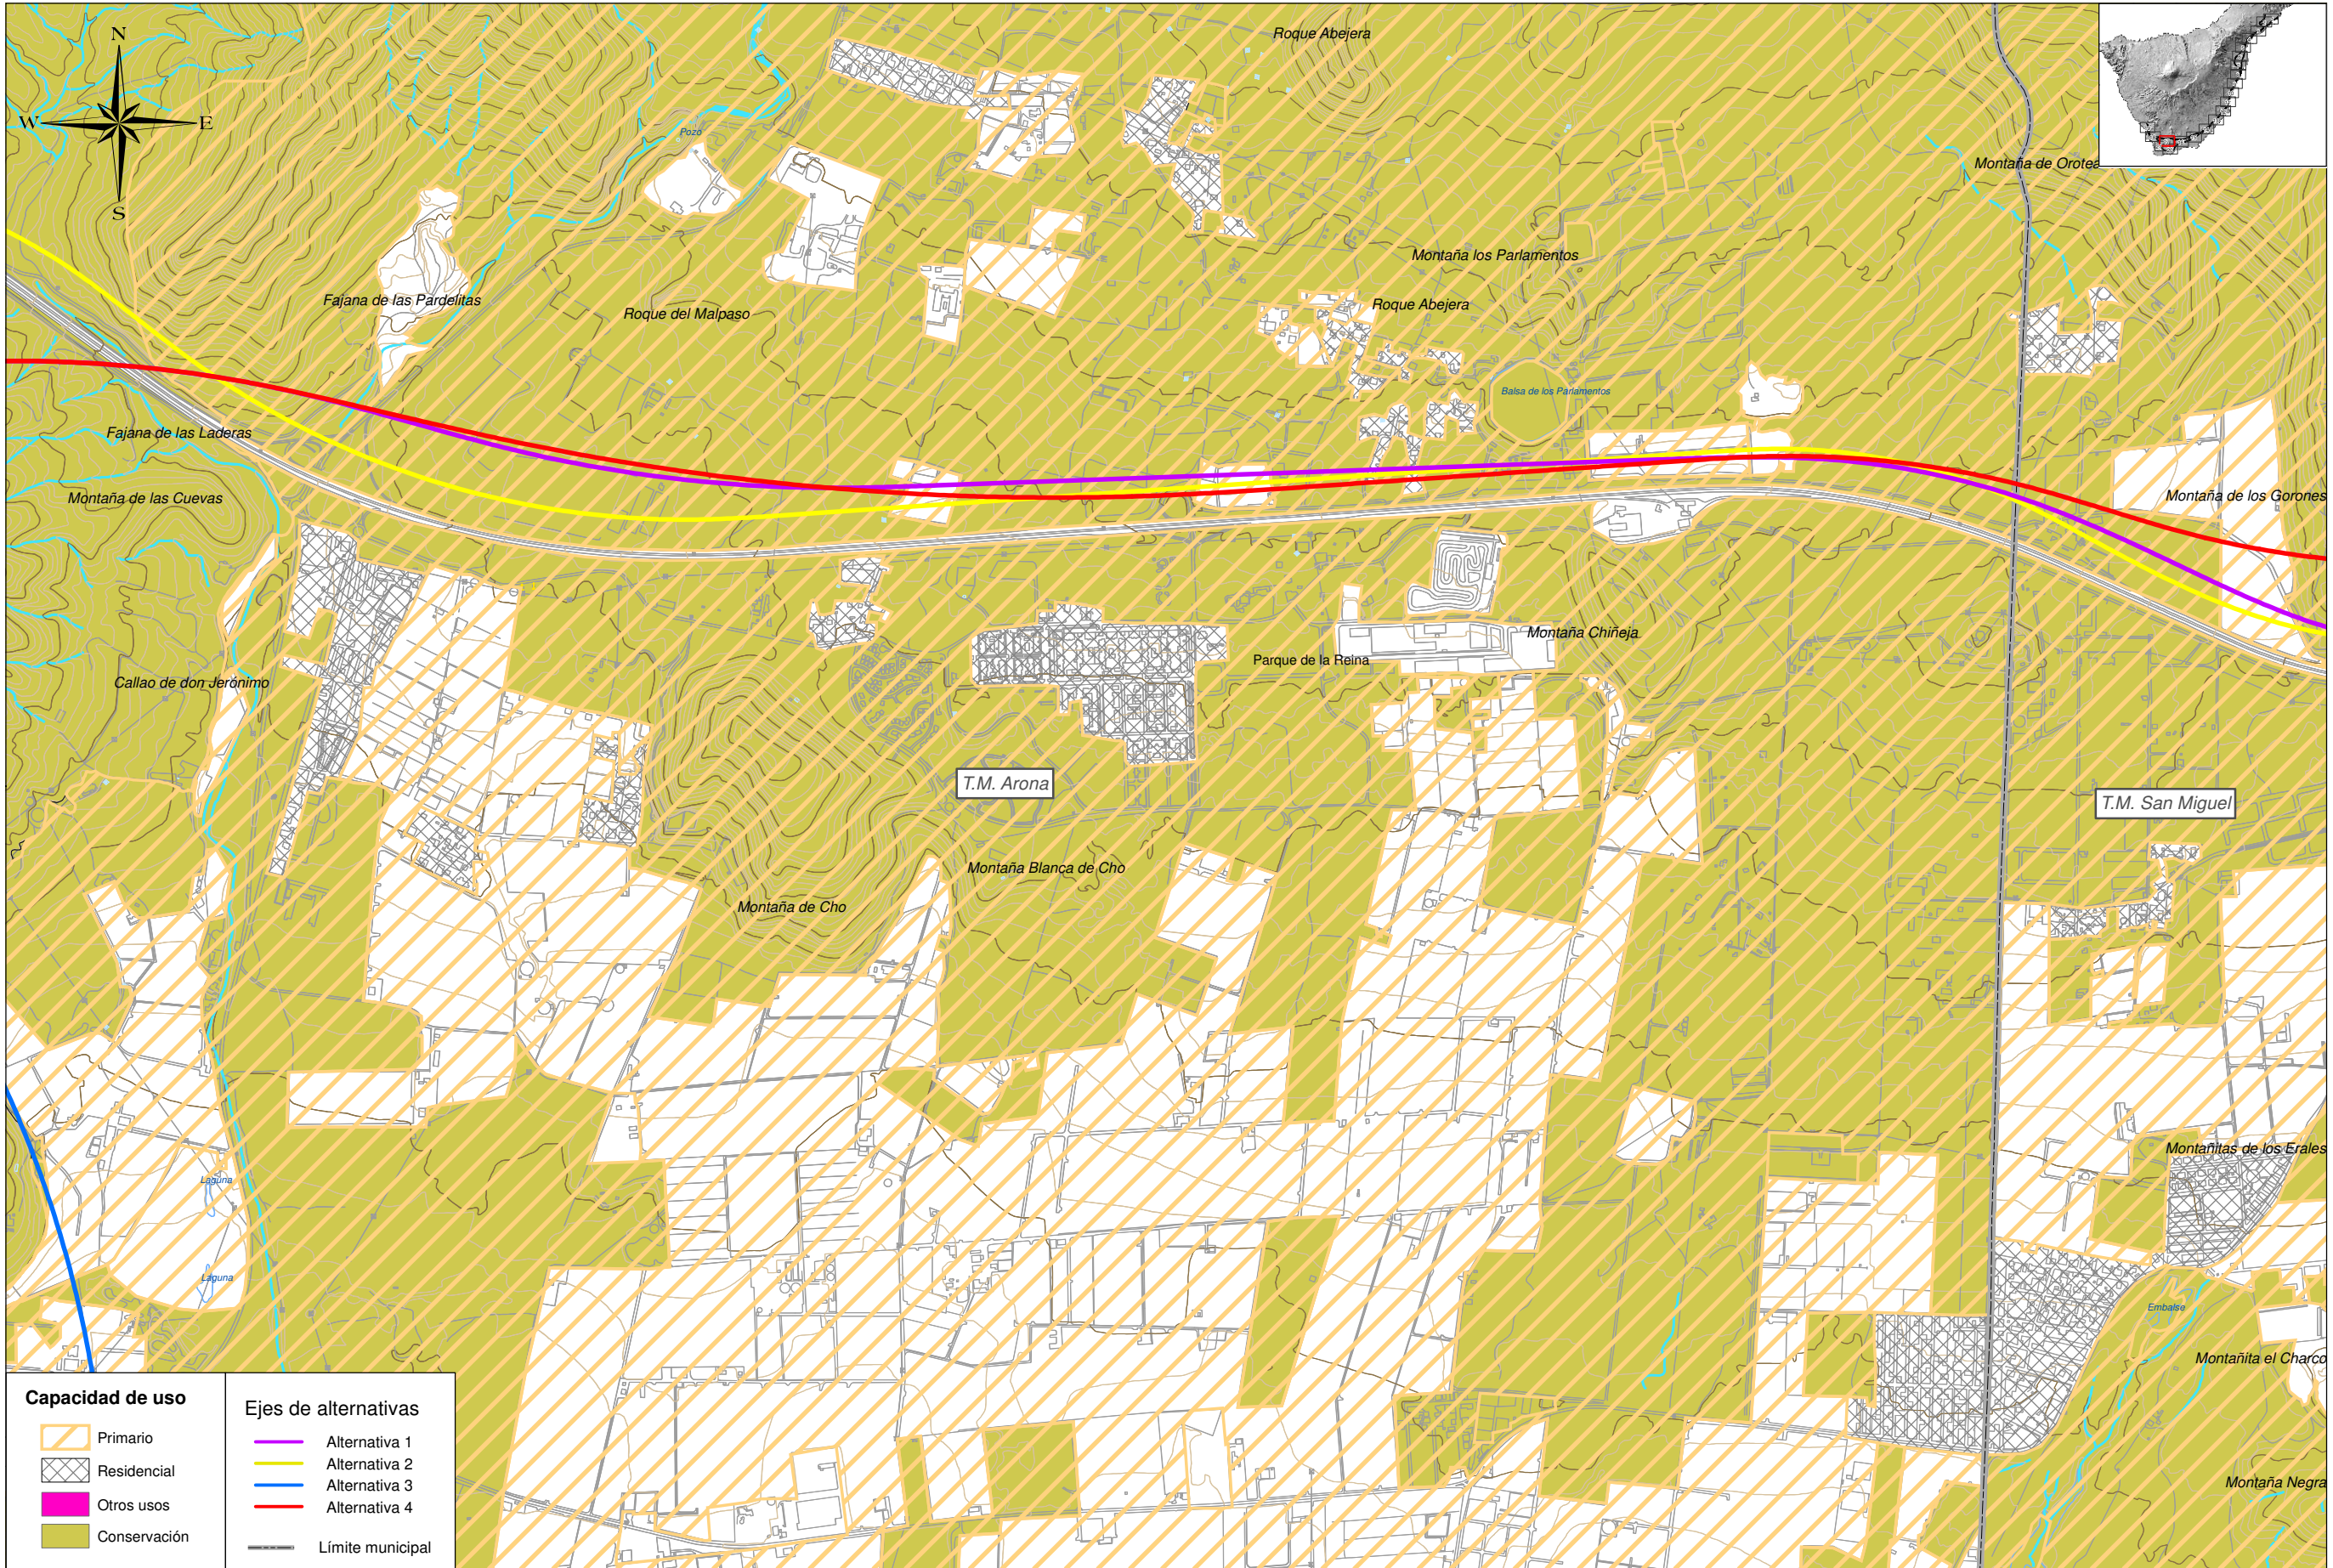 N
W
E
S
Roque Abejera
Pozo
Montaña de Orotea
Montaña los Parlamentos
Fajana de las Pardelitas
Roque del Malpaso
Roque Abejera
Balsa de los Parlamentos
Fajana de las Laderas
Montaña de las Cuevas
Montaña de los Gorones
Montaña Chiñeja
Parque de la Reina
Callao de don Jerónimo
T.M. Arona
T.M. San Miguel
Montaña Blanca de Cho
Montaña de Cho
Montañitas de los Erales
Laguna
Laguna
Embalse
Montañita el Charco
Montaña Negra
Capacidad de uso
Primario
Residencial
Otros usos
Conservación
Ejes de alternativas
Alternativa 1
Alternativa 2
Alternativa 3
Alternativa 4
Límite municipal